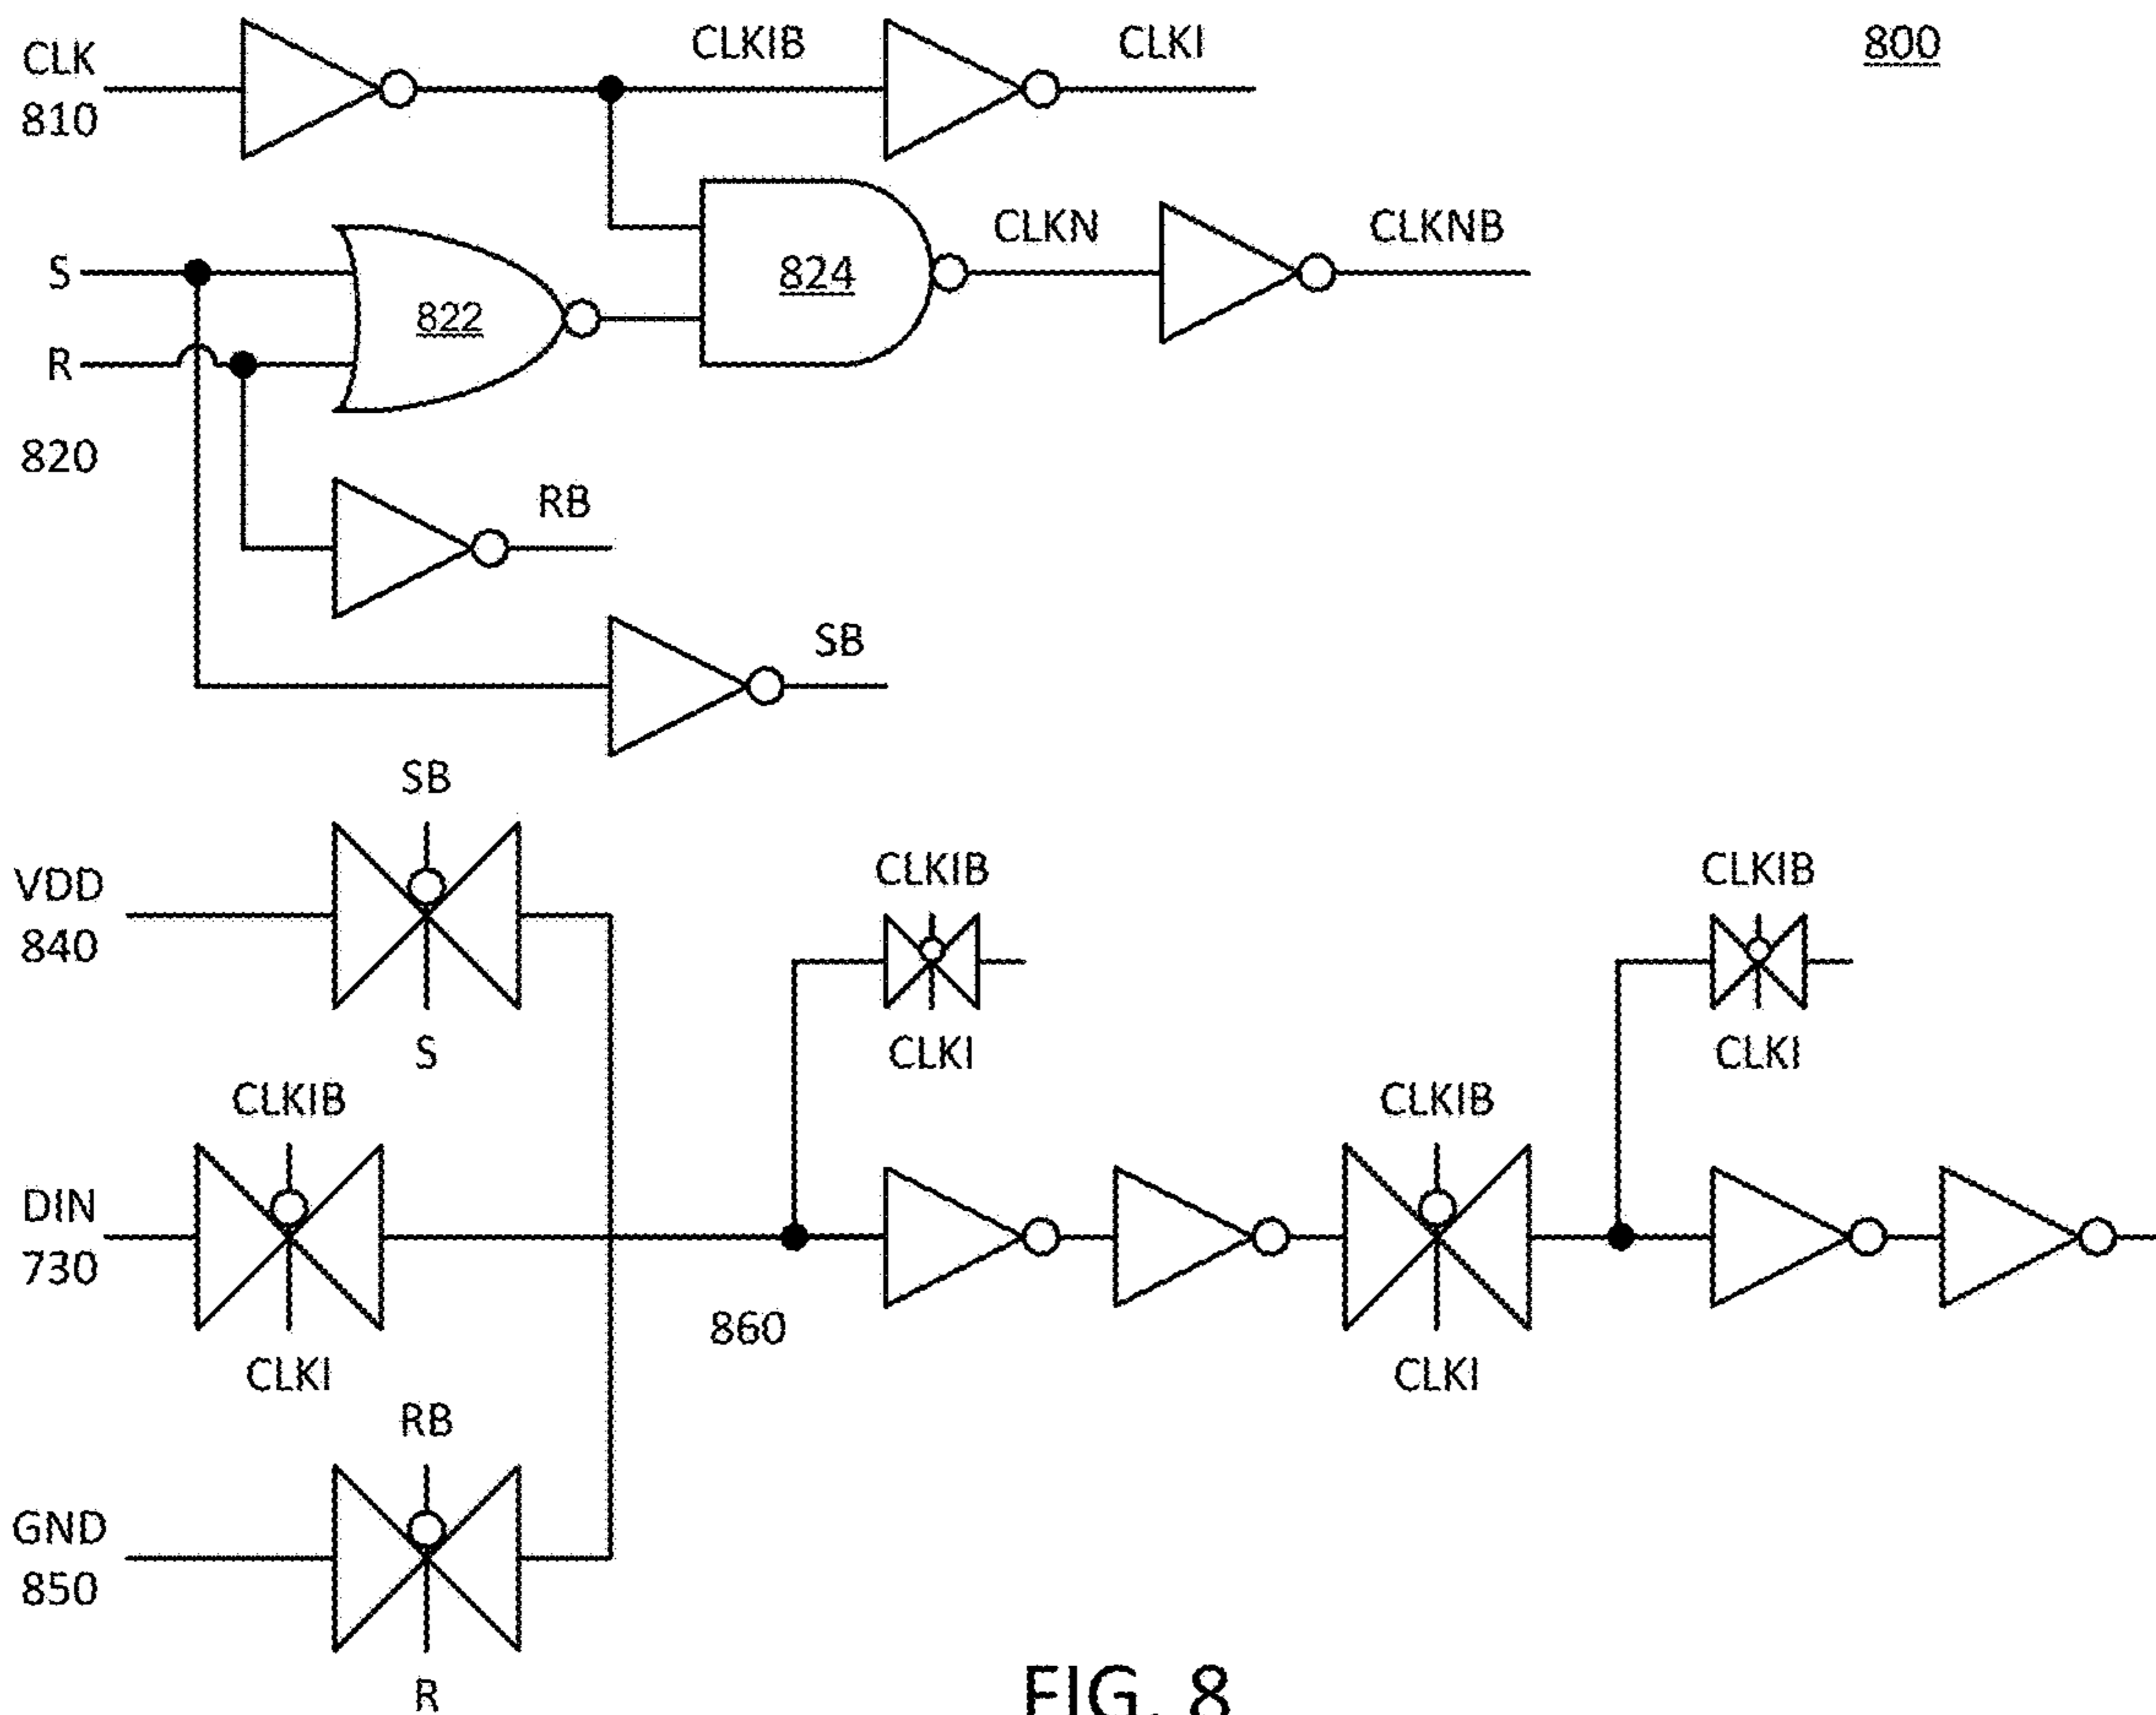 CLK
810
CLKIB
CLKI
800
S
R
820
822
824
CLKN
CLKNB
RB
SB
SB
VDD
840
S
CLKIB
CLKI
CLKIB
CLKI
CLKIB
DIN
730
CLKI
860
CLKIB
CLKI
RB
GND
850
R
FIG. 8